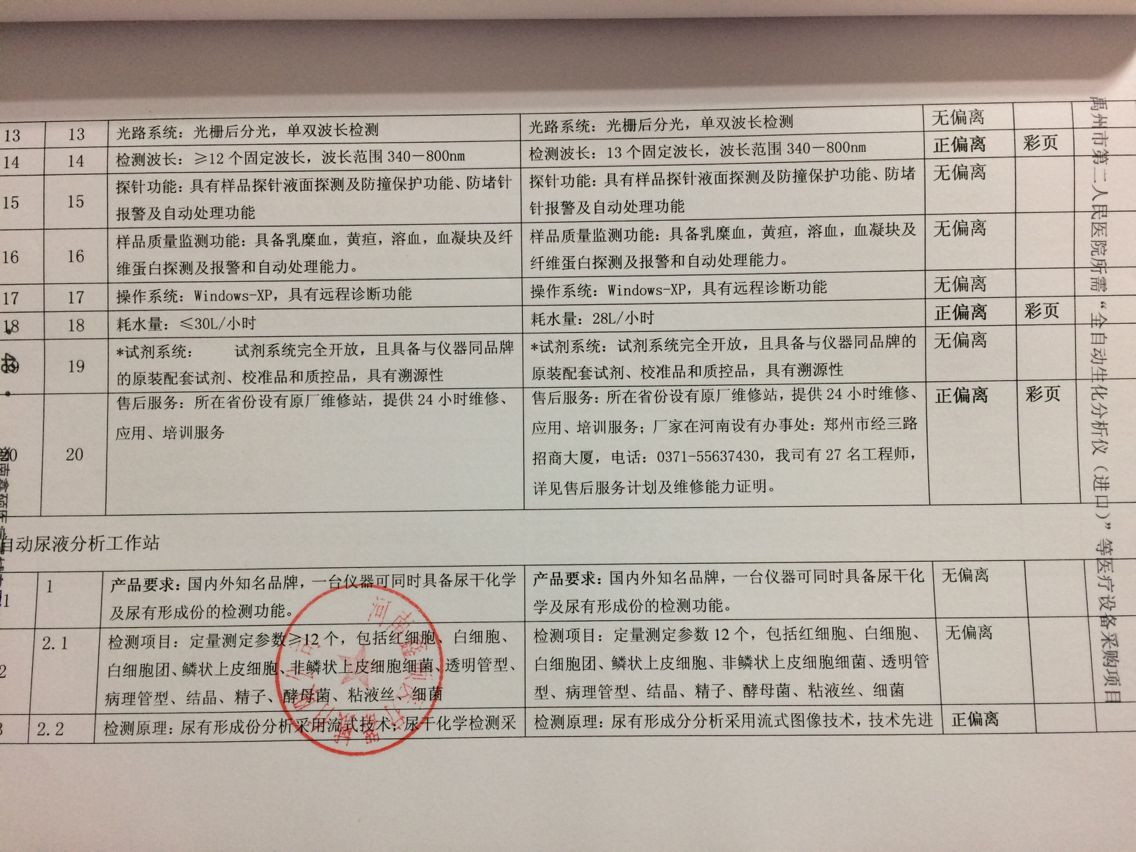 13 13 光路系统：光栅后分光，单双波长检测 光路系统：光栅后分光，单双波长检测 无偏离
14 14 检测波长：≥12个固定波长，波长范围340－800nm 检测波长：13个固定波长，波长范围340－800nm 正偏离 彩页
15 15 探针功能：具有样品探针液面探测及防撞保护功能、防堵针 探针功能：具有样品探针液面探测及防撞保护功能、防堵 无偏离
报警及自动处理功能 针报警及自动处理功能
16 16 样品质量监测功能：具备乳糜血，黄疸，溶血，血凝块及纤 样品质量监测功能：具备乳糜血，黄疸，溶血，血凝块及 无偏离
维蛋白探测及报警和自动处理能力。 纤维蛋白探测及报警和自动处理能力。
17 17 操作系统：Windows-XP，具有远程诊断功能 操作系统：Windows-XP，具有远程诊断功能 无偏离
18 18 耗水量：≤30L/小时 耗水量：28L/小时 正偏离 彩页
19 *试剂系统： 试剂系统完全开放，且具备与仪器同品牌 *试剂系统：试剂系统完全开放，且具备与仪器同品牌的 无偏离
的原装配套试剂、校准品和质控品，具有溯源性 原装配套试剂、校准品和质控品，具有溯源性
20 售后服务：所在省份设有原厂维修站，提供24小时维修、 售后服务：所在省份设有原厂维修站，提供24小时维修、 正偏离 彩页
应用、培训服务 应用、培训服务；厂家在河南设有办事处：郑州市经三路
招商大厦，电话：0371-55637430，我司有27名工程师，
详见售后服务计划及维修能力证明。
自动尿液分析工作站
1 产品要求：国内外知名品牌，一台仪器可同时具备尿干化学 产品要求：国内外知名品牌，一台仪器可同时具备尿干化 无偏离
及尿有形成份的检测功能。 学及尿有形成份的检测功能。
2.1 检测项目：定量测定参数≥12个，包括红细胞、白细胞、 检测项目：定量测定参数12个，包括红细胞、白细胞、 无偏离
白细胞团、鳞状上皮细胞、非鳞状上皮细胞细菌、透明管型、 白细胞团、鳞状上皮细胞、非鳞状上皮细胞细菌、透明管
病理管型、结晶、精子、酵母菌、粘液丝、细菌 型、病理管型、结晶、精子、酵母菌、粘液丝、细菌
2.2 检测原理：尿有形成份分析采用流式技术；尿干化学检测采 检测原理：尿有形成分分析采用流式图像技术，技术先进 正偏离
禹州市第二人民医院所需“全自动生化分析仪（进口）”等医疗设备采购项目